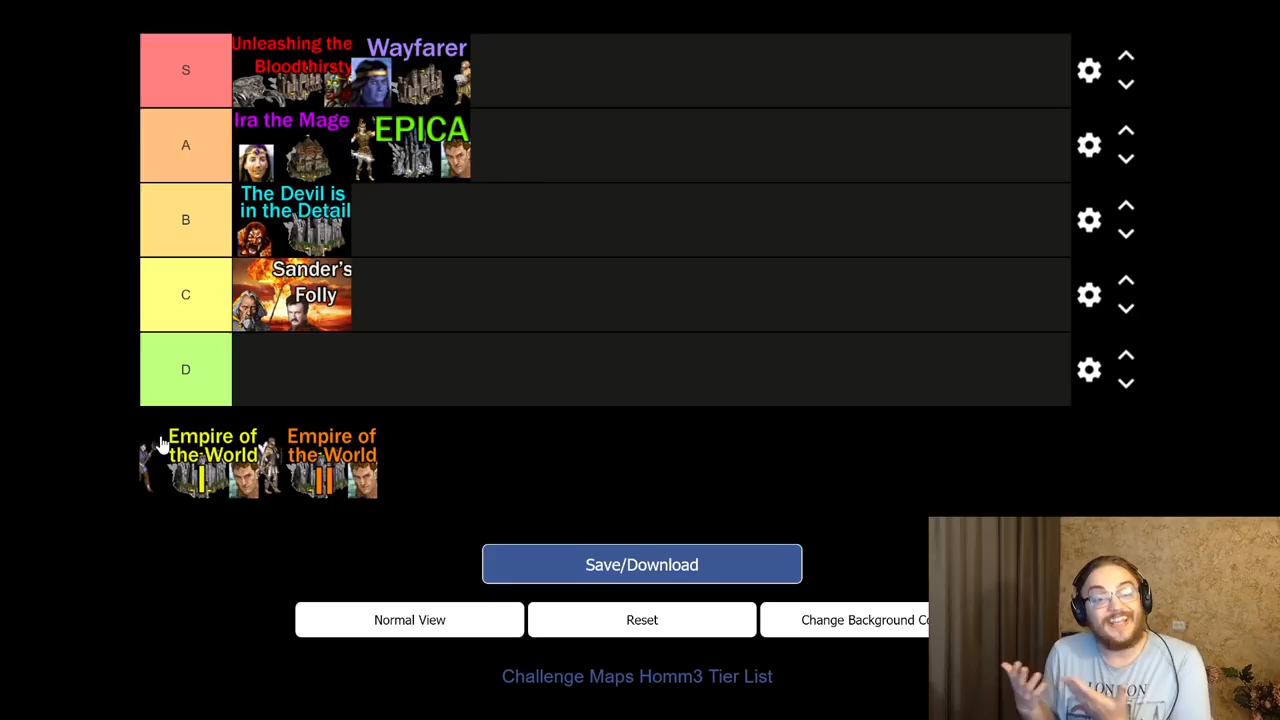 S
Unleashing the
Bloodthirsty
Wayfarer
A
Ira the Mage
EPICA
B
The Devil is
in the Detail
C
Sander's
Folly
D
Empire of
the World
I
Empire of
the World
II
Save/Download
Normal View
Reset
Change Background Co
LONDON
Challenge Maps Homm3 Tier List